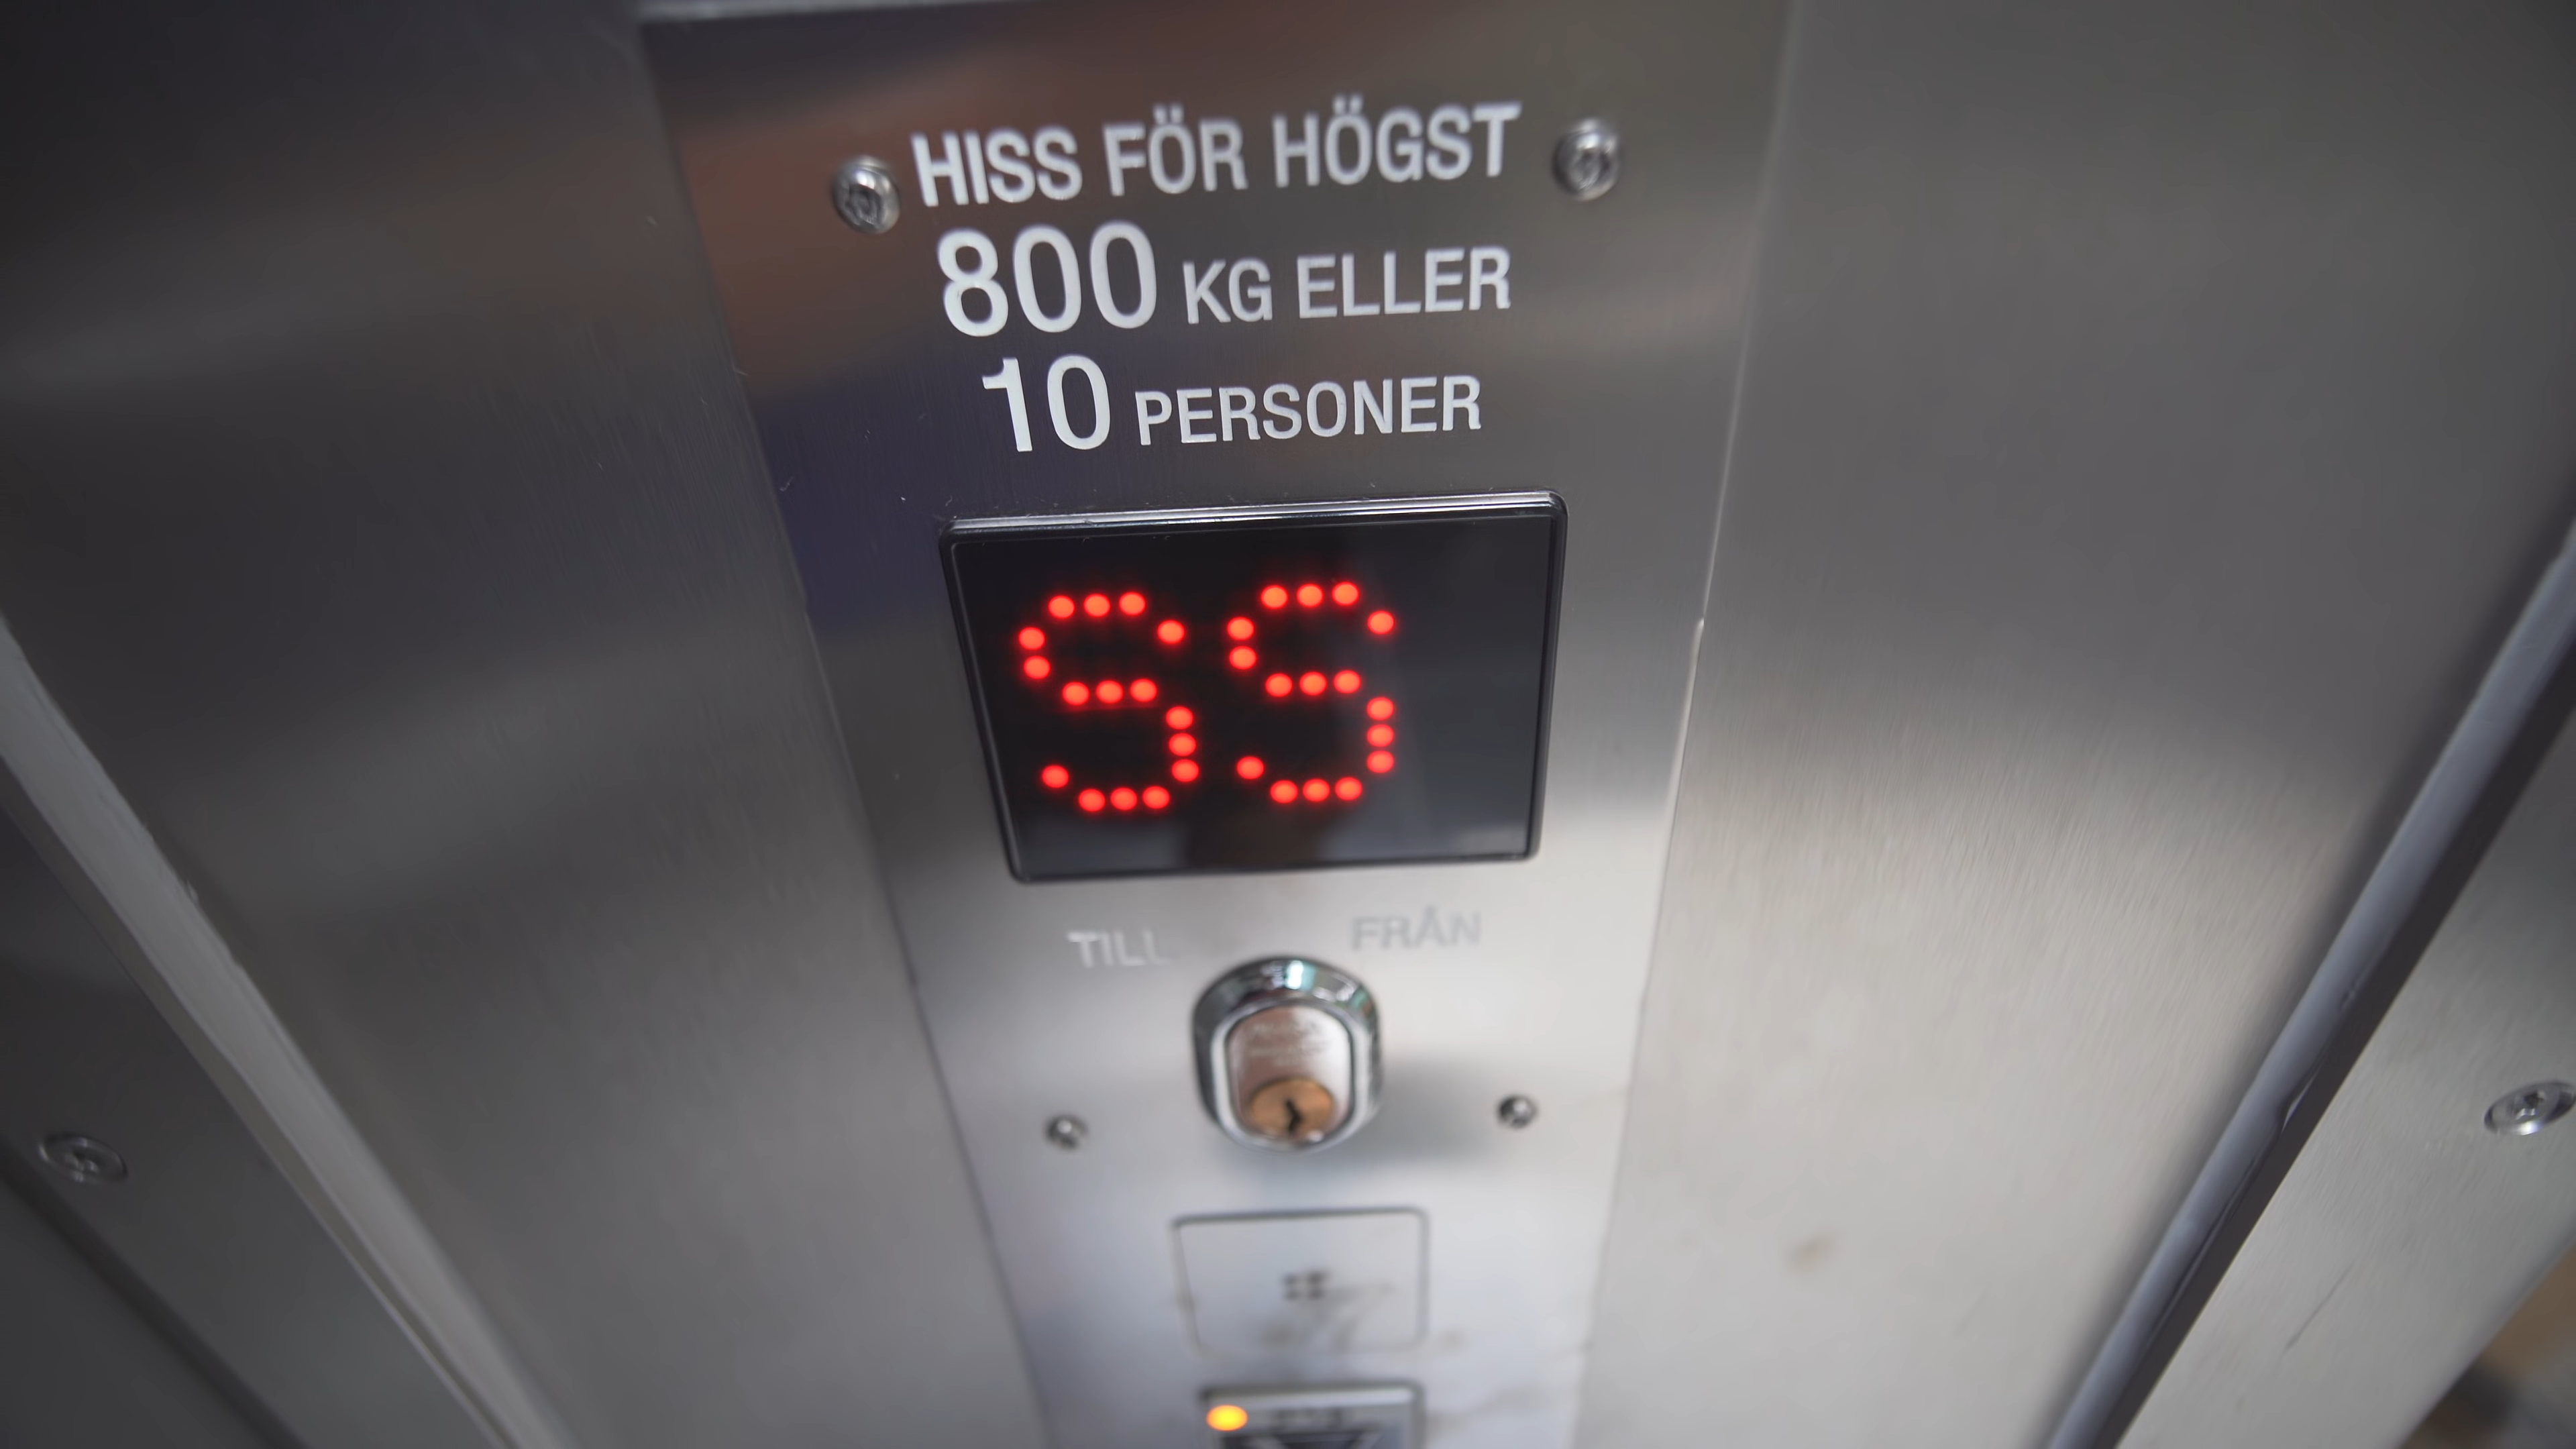 HISS FÖR HÖGST
800 KG ELLER
10 PERSONER
SS
TILL FRÅN